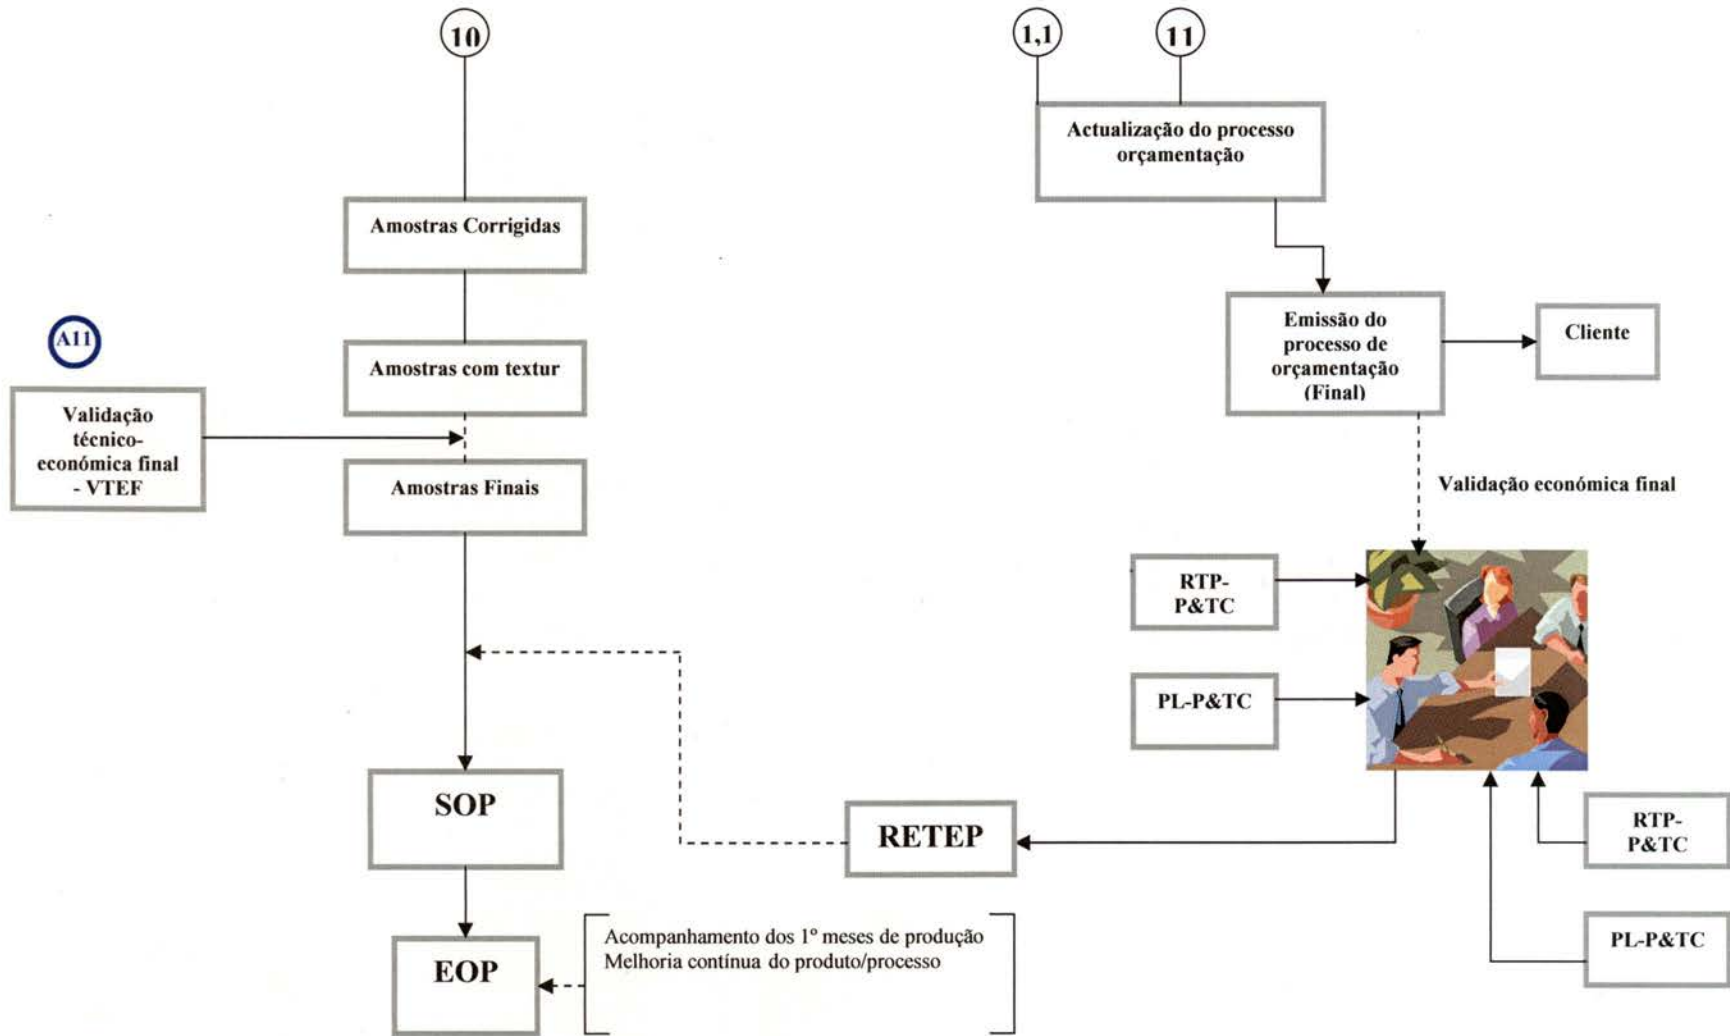 10
1,1
11
Actualização do processo
orçamentação
Amostras Corrigidas
Emissão do
processo de
orçamentação
(Final)
Cliente
A11
Amostras com textur
Validação
técnico-
económica final
- VTEF
Amostras Finais
Validação económica final
RTP-
P&TC
PL-P&TC
SOP
RETEP
RTP-
P&TC
EOP
Acompanhamento dos 1º meses de produção
Melhoria contínua do produto/processo
PL-P&TC